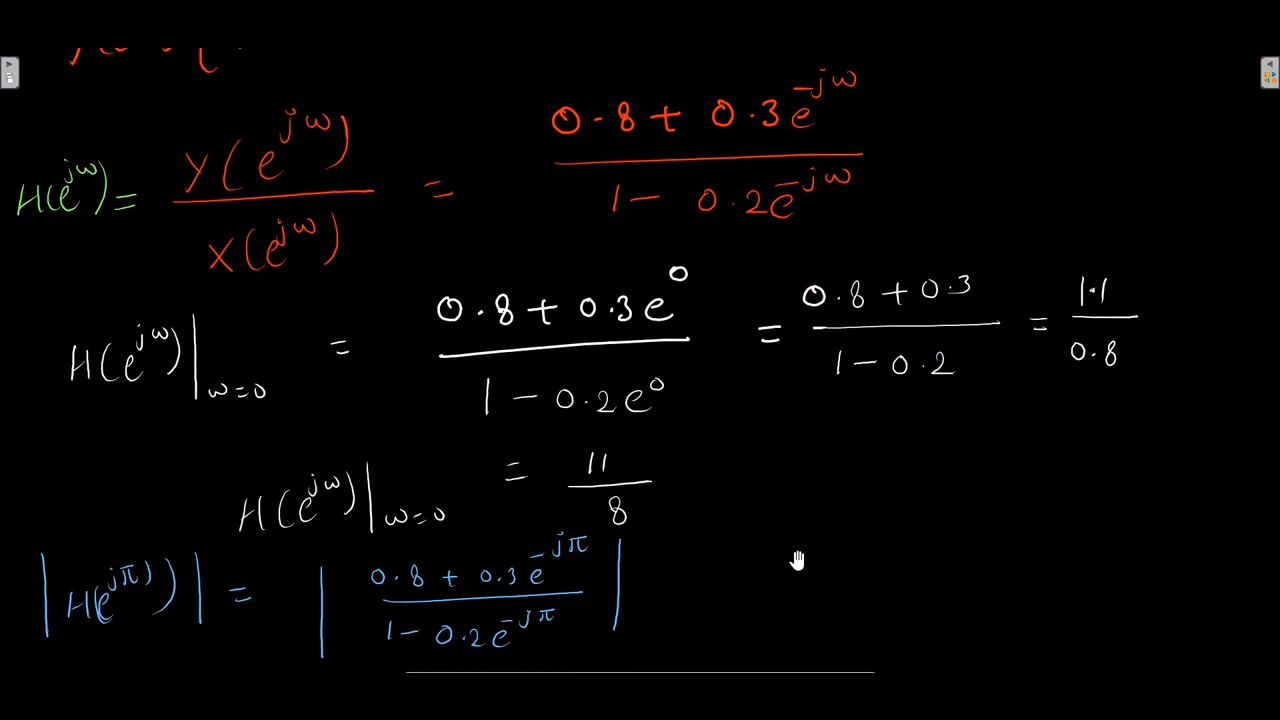 H(e^{jω}) = Y(e^{jω}) / X(e^{jω}) = (0.8 + 0.3e^{-jω}) / (1 - 0.2e^{-jω})
H(e^{jω})|_{ω=0} = (0.8 + 0.3e^0) / (1 - 0.2e^0) = (0.8 + 0.3) / (1 - 0.2) = 1.1 / 0.8
H(e^{jω})|_{ω=0} = 11 / 8
|H(e^{jπ)})| = |(0.8 + 0.3e^{-jπ}) / (1 - 0.2e^{-jπ})|